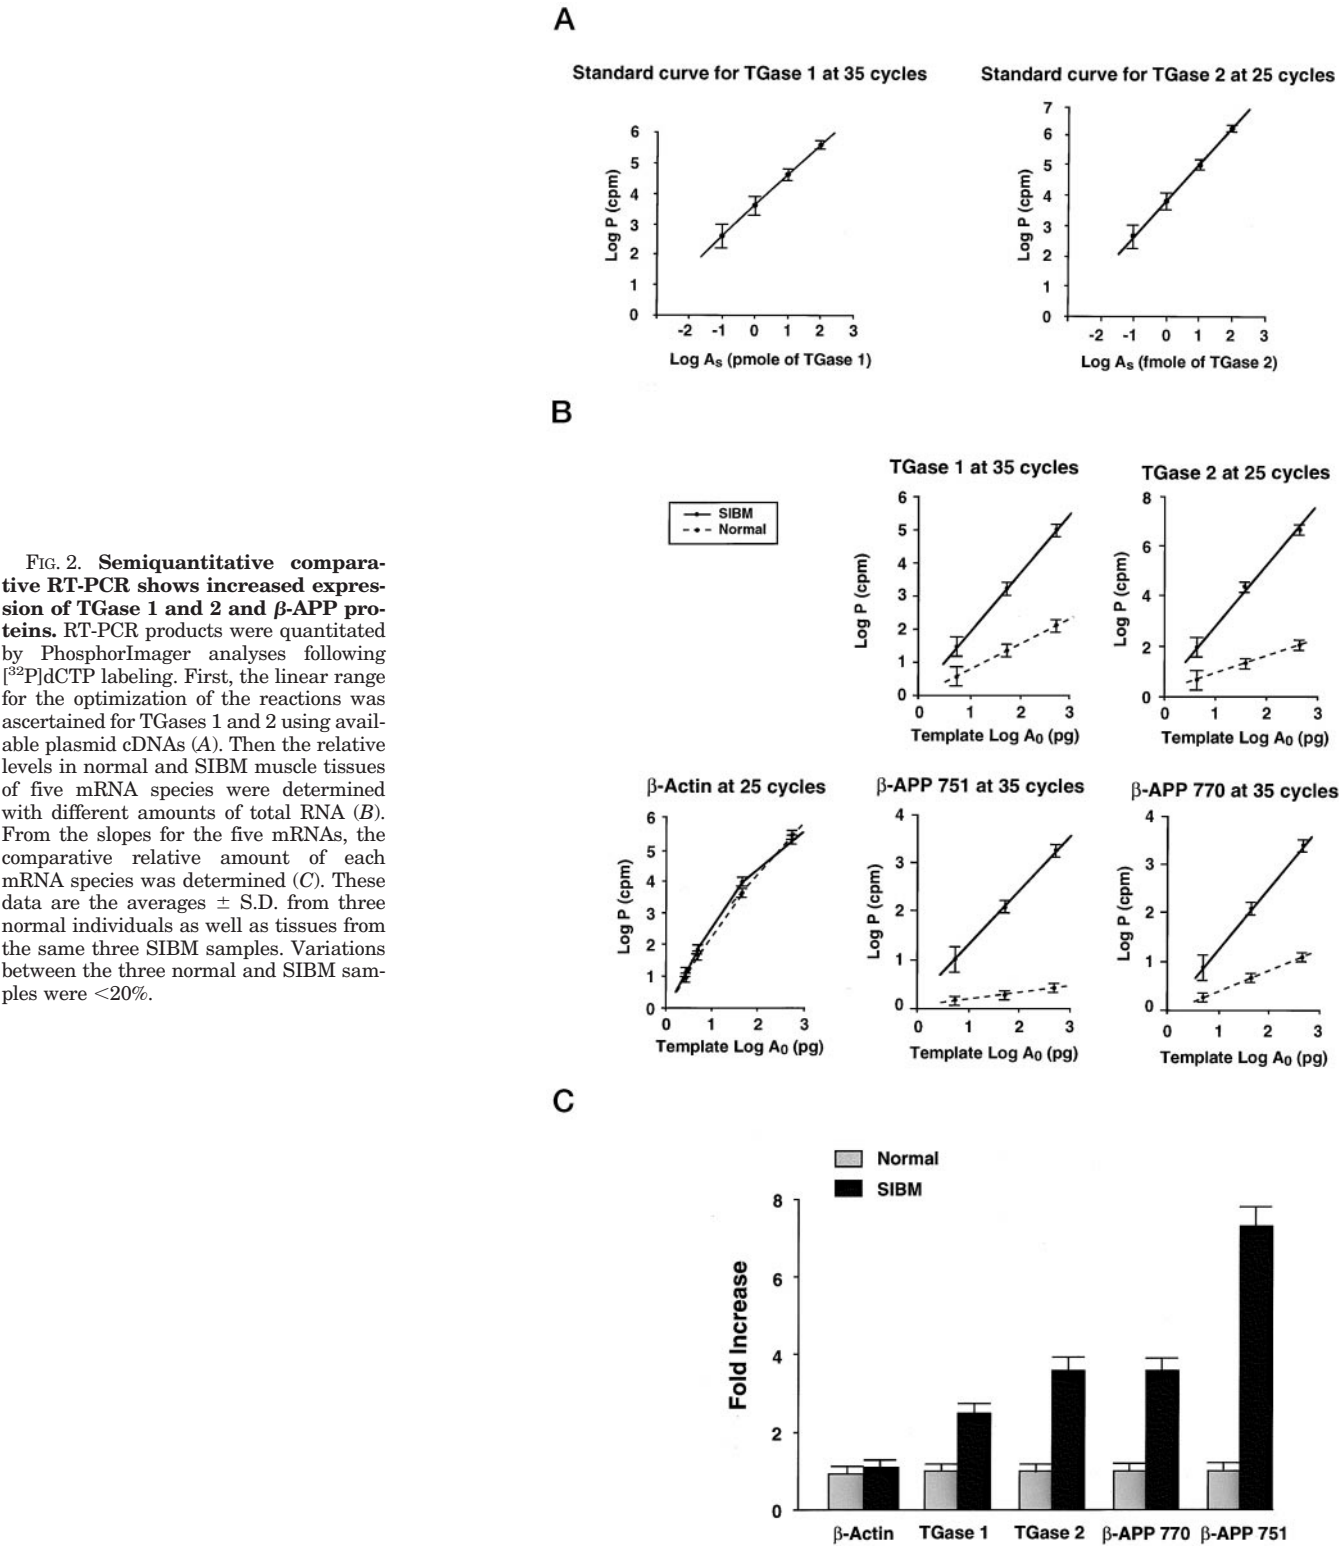 A
Standard curve for TGase 1 at 35 cycles
Standard curve for TGase 2 at 25 cycles
6
5
4
3
2
1
0
Log P (cpm)
-2 -1 0 1 2 3
Log As (pmole of TGase 1)
7
6
5
4
3
2
1
0
Log P (cpm)
-2 -1 0 1 2 3
Log As (fmole of TGase 2)
B
SIBM
Normal
TGase 1 at 35 cycles
6
5
4
3
2
1
0
Log P (cpm)
0 1 2 3
Template Log A0 (pg)
TGase 2 at 25 cycles
8
6
4
2
0
Log P (cpm)
0 1 2 3
Template Log A0 (pg)
FIG. 2. Semiquantitative compara-
tive RT-PCR shows increased expres-
sion of TGase 1 and 2 and β-APP pro-
teins. RT-PCR products were quantitated
by PhosphorImager analyses following
[32P]dCTP labeling. First, the linear range
for the optimization of the reactions was
ascertained for TGases 1 and 2 using avail-
able plasmid cDNAs (A). Then the relative
levels in normal and SIBM muscle tissues
of five mRNA species were determined
with different amounts of total RNA (B).
From the slopes for the five mRNAs, the
comparative relative amount of each
mRNA species was determined (C). These
data are the averages ± S.D. from three
normal individuals as well as tissues from
the same three SIBM samples. Variations
between the three normal and SIBM sam-
ples were <20%.
β-Actin at 25 cycles
6
5
4
3
2
1
0
Log P (cpm)
0 1 2 3
Template Log A0 (pg)
β-APP 751 at 35 cycles
4
3
2
1
0
Log P (cpm)
0 1 2 3
Template Log A0 (pg)
β-APP 770 at 35 cycles
4
3
2
1
0
Log P (cpm)
0 1 2 3
Template Log A0 (pg)
C
Normal
SIBM
8
6
4
2
0
Fold Increase
β-Actin TGase 1 TGase 2 β-APP 770 β-APP 751